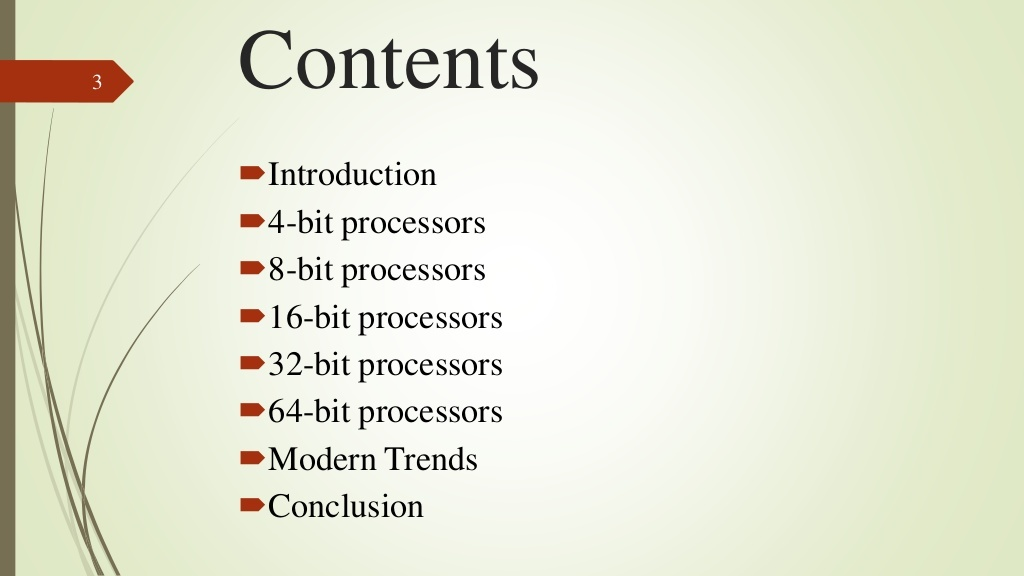 Contents
3
Introduction
4-bit processors
8-bit processors
16-bit processors
32-bit processors
64-bit processors
Modern Trends
Conclusion